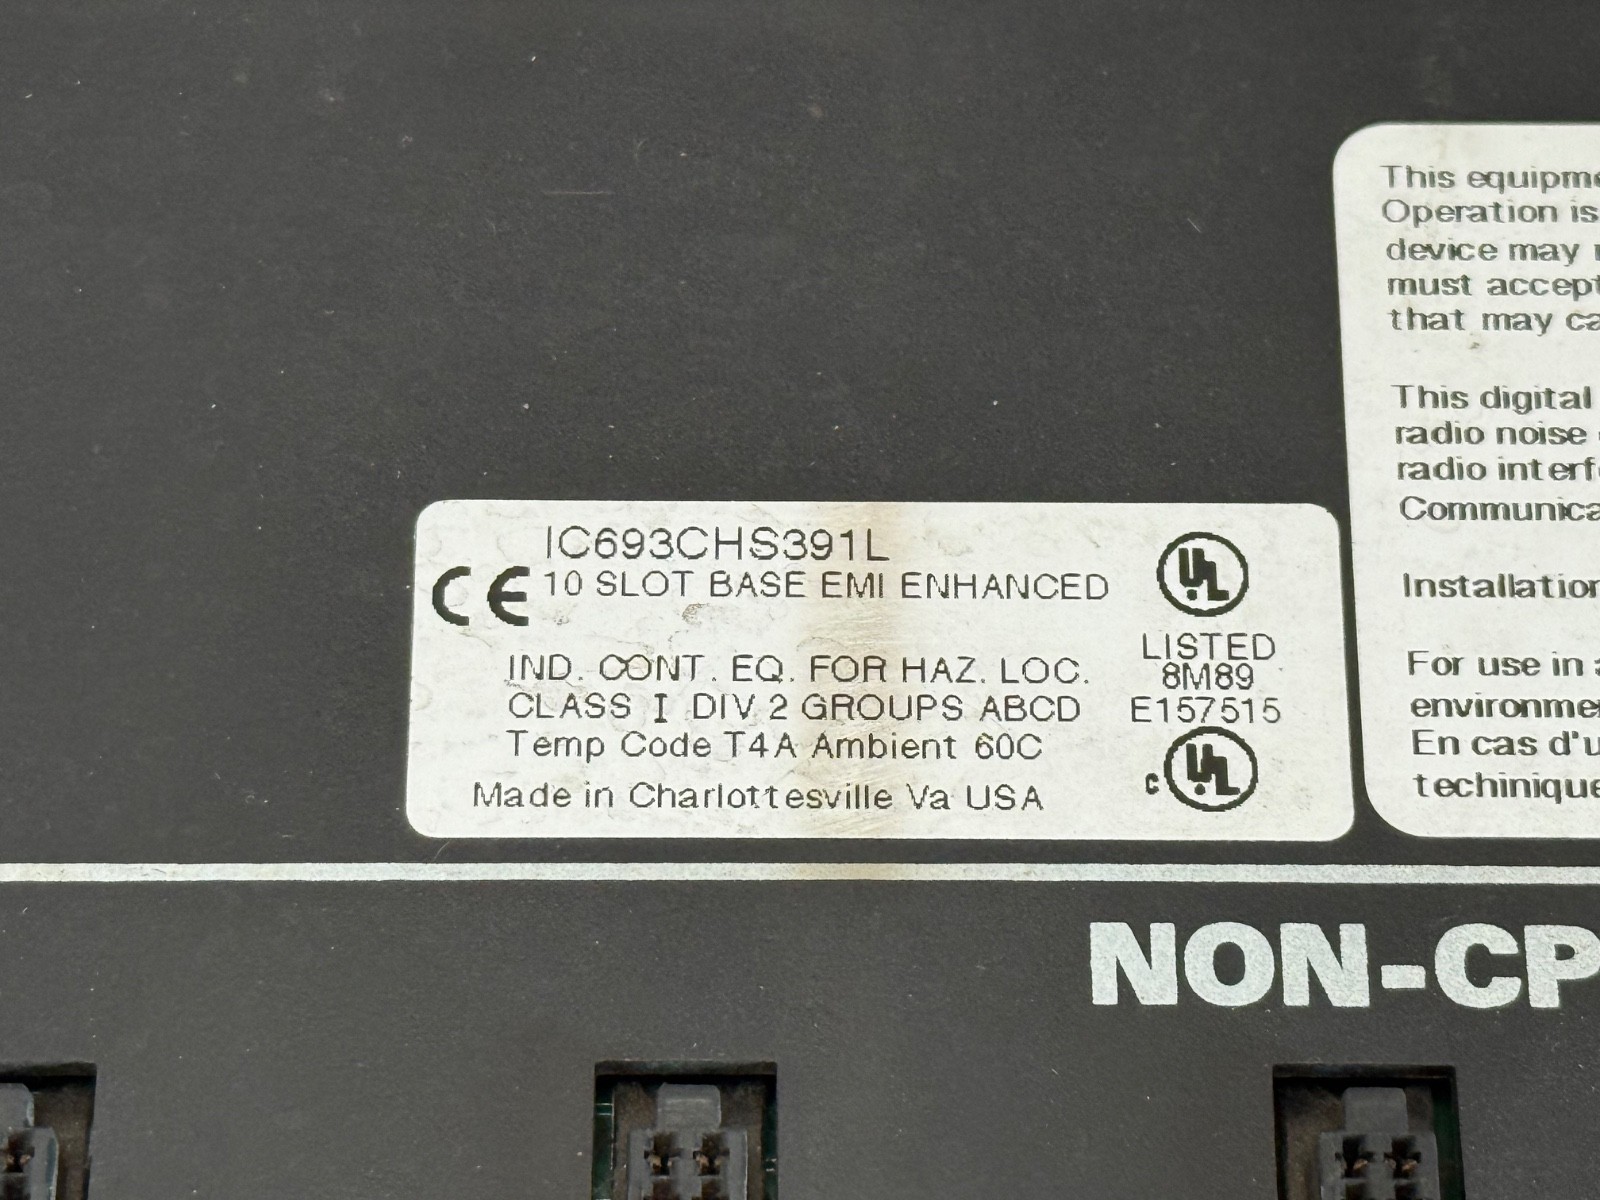 IC693CHS391L
CE 10 SLOT BASE EMI ENHANCED
IND. CONT. EQ. FOR HAZ. LOC.
CLASS I DIV 2 GROUPS ABCD
Temp Code T4A Ambient 60C
Made in Charlottesville Va USA
UL
LISTED
8M89
E157515
c UL
This equipme
Operation is
device may
must accept
that may ca
This digital
radio noise
radio interf
Communica
Installation
For use in a
environme
En cas d'u
techinique
NON-CP